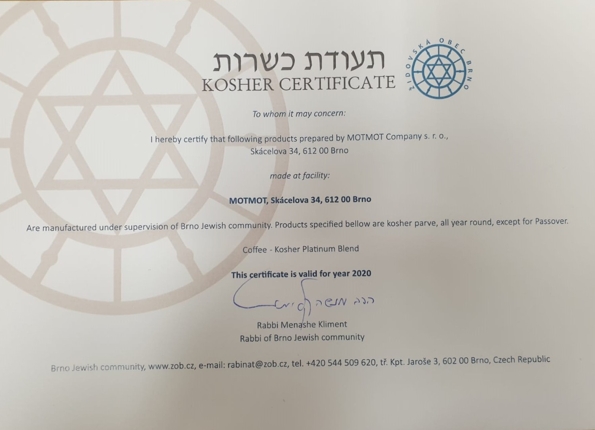 תעודת כשרות
KOSHER CERTIFICATE
ŽIDOVSKÁ OBEC BRNO
To whom it may concern:
I hereby certify that following products prepared by MOTMOT Company s. r. o.,
Skácelova 34, 612 00 Brno
made at facility:
MOTMOT, Skácelova 34, 612 00 Brno
Are manufactured under supervision of Brno Jewish community. Products specified bellow are kosher parve, all year round, except for Passover.
Coffee - Kosher Platinum Blend
This certificate is valid for year 2020
הרב מנשה
Rabbi Menashe Kliment
Rabbi of Brno Jewish community
Brno Jewish community, www.zob.cz, e-mail: rabinat@zob.cz, tel. +420 544 509 620, tř. Kpt. Jaroše 3, 602 00 Brno, Czech Republic